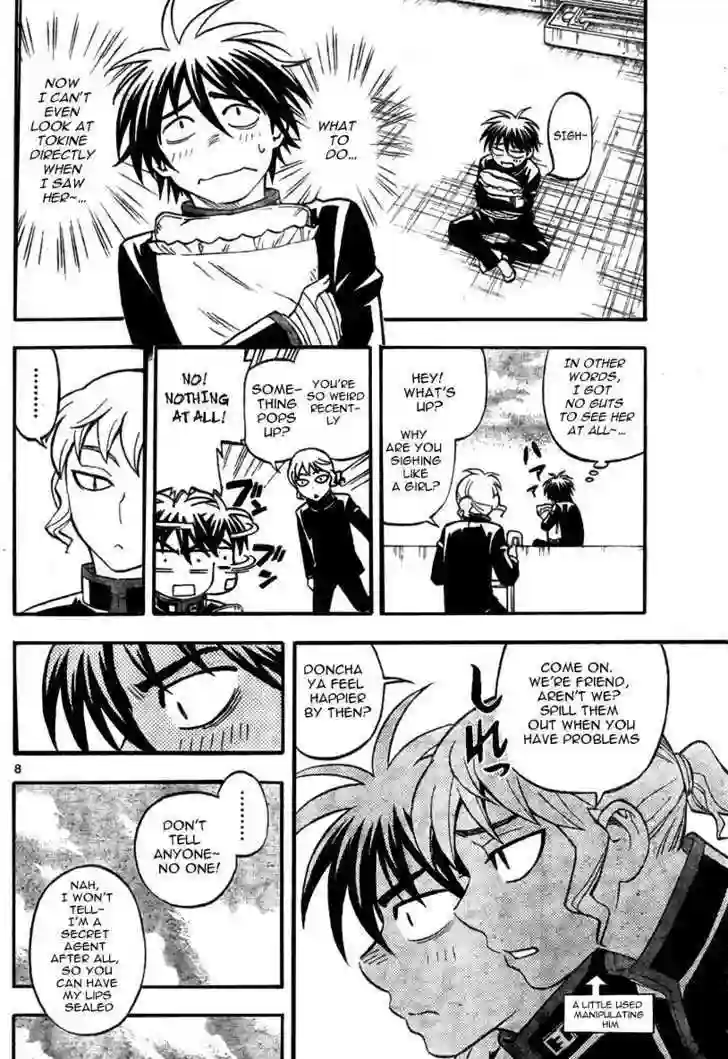 SIGH~
WHAT
TO
DO...
NOW
I CAN'T
EVEN
LOOK AT
TOKINE
DIRECTLY
WHEN
I SAW
HER~...
IN OTHER
WORDS,
I GOT
NO GUTS
TO SEE HER
AT ALL~...
HEY!
WHAT'S
UP?
WHY
ARE YOU
SIGHING
LIKE
A GIRL?
YOU'RE
SO WEIRD
RECENT-
LY
SOME-
THING
POPS
UP?
NO!
NOTHING
AT ALL!
........
COME ON.
WE'RE FRIEND,
AREN'T WE?
SPILL THEM
OUT WHEN YOU
HAVE PROBLEMS
DONCHA
YA FEEL
HAPPIER
BY THEN?
A LITTLE USED
MANIPULATING
HIM
8
........
DON'T
TELL
ANYONE~
NO ONE!
NAH,
I WON'T
TELL~
I'M A
SECRET
AGENT
AFTER ALL,
SO YOU
CAN HAVE
MY LIPS
SEALED